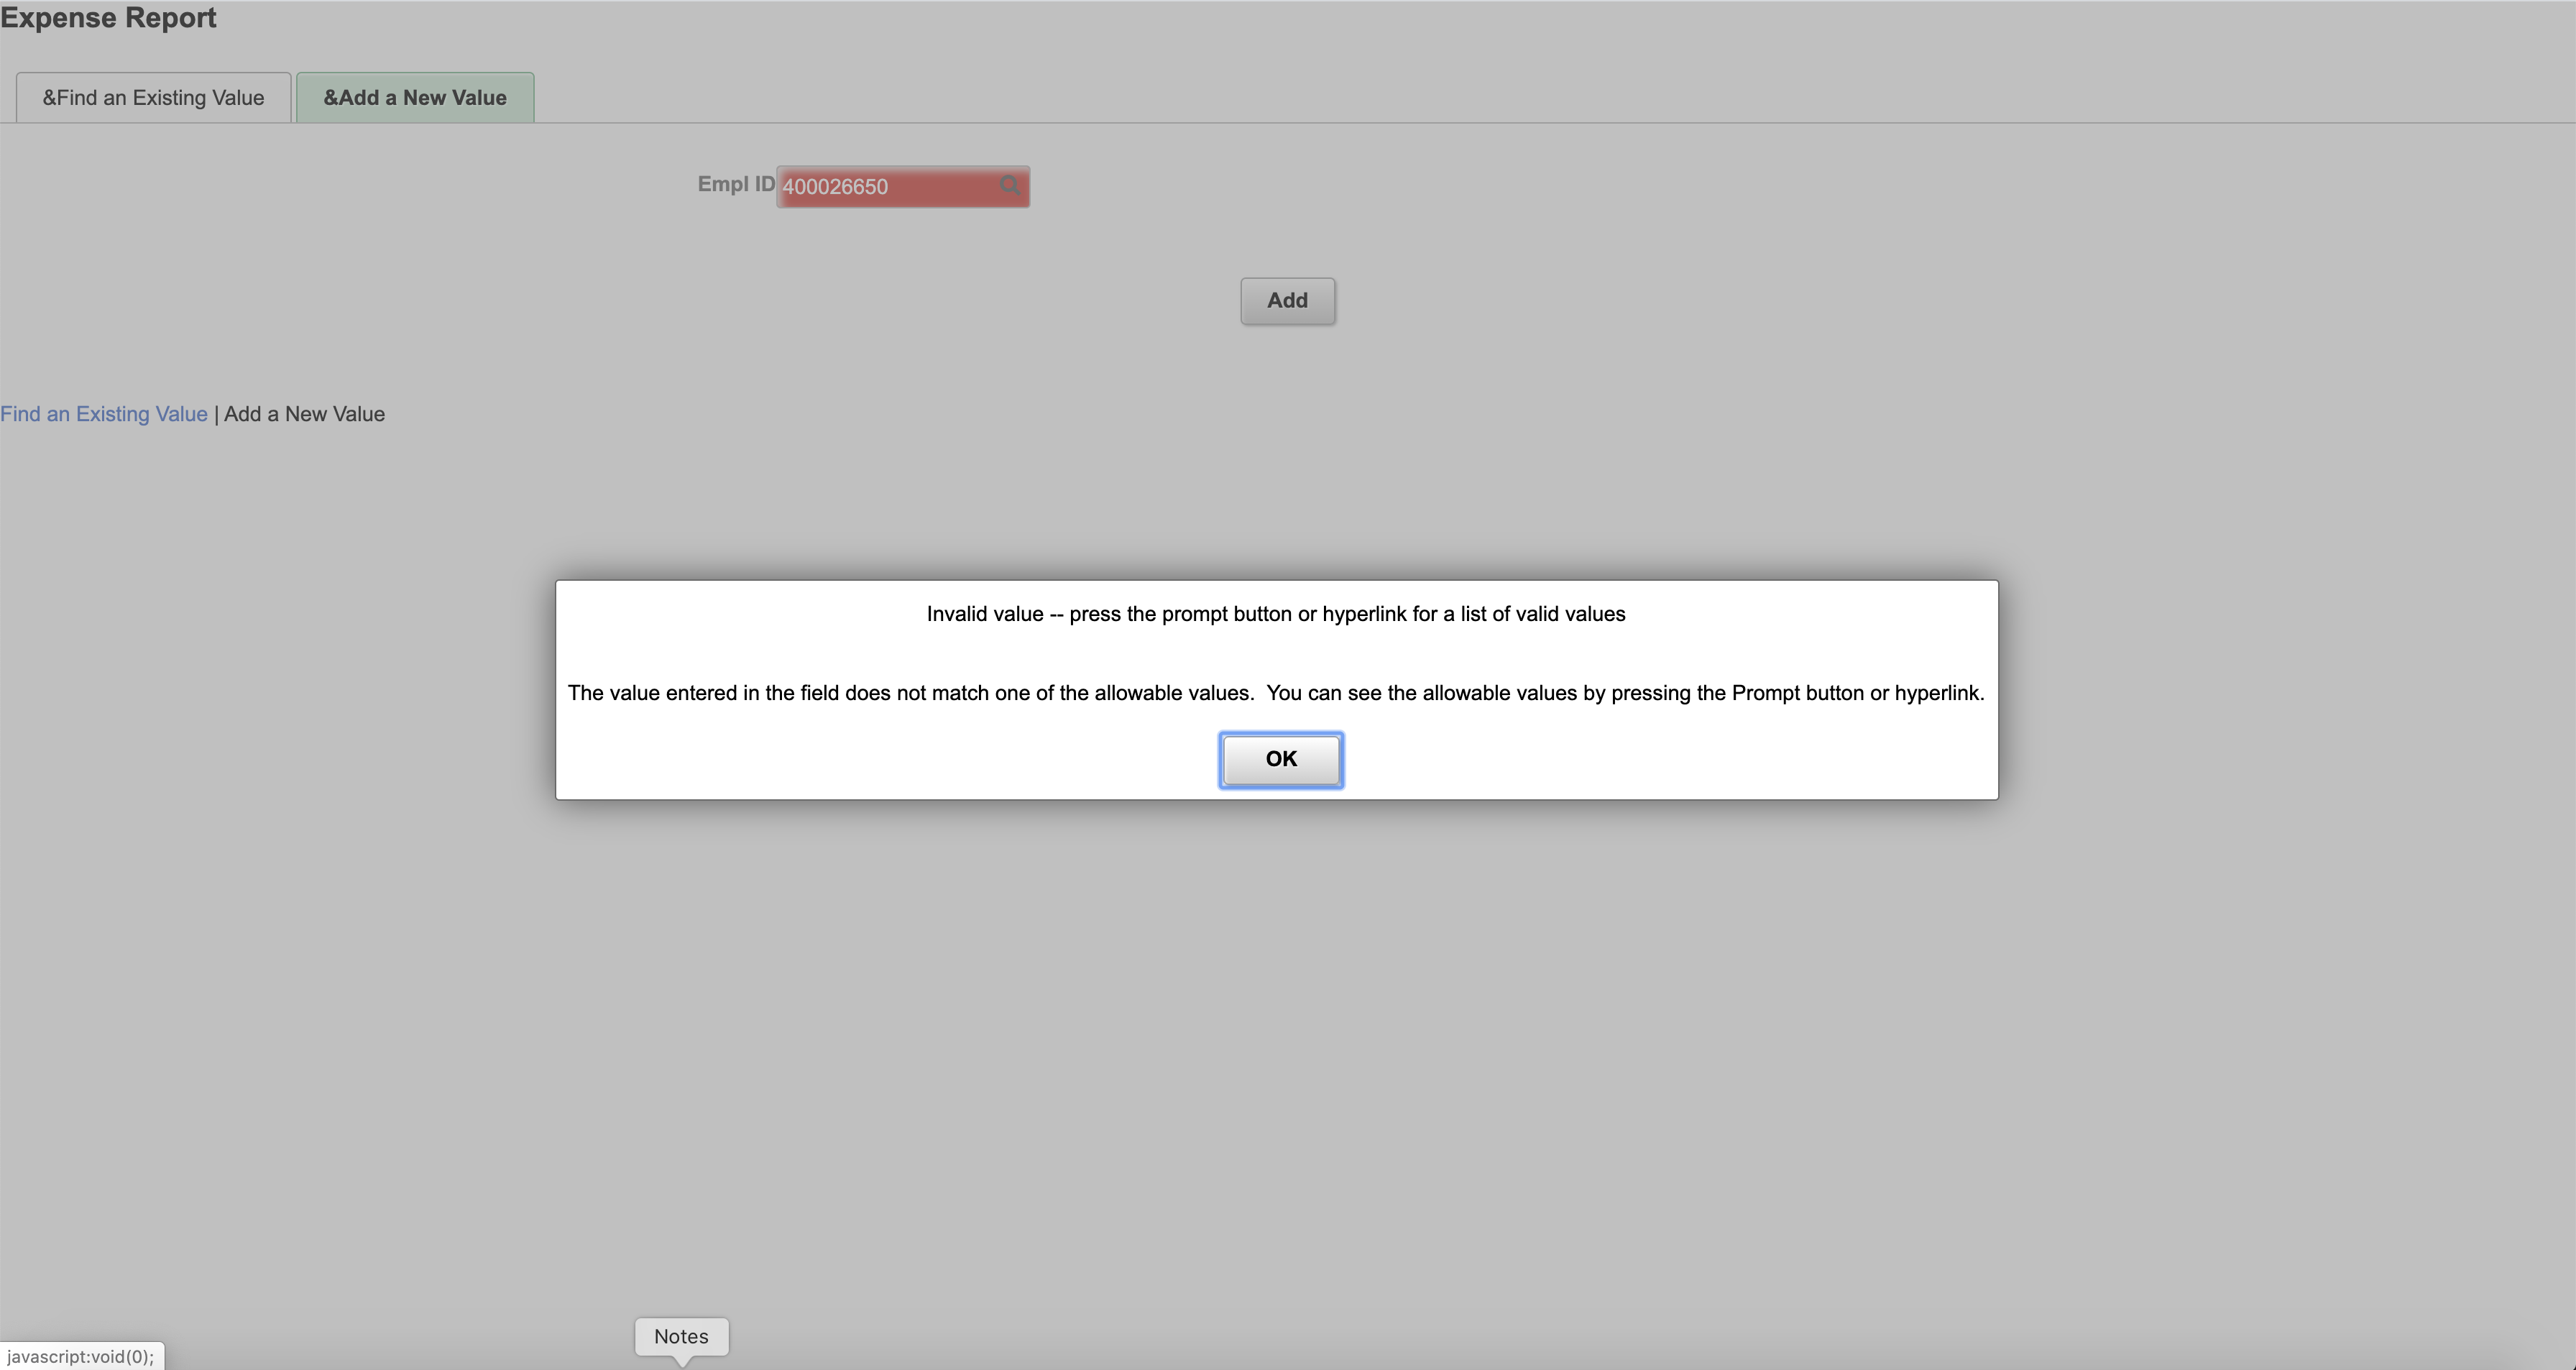 Expense Report
&Find an Existing Value
&Add a New Value
Empl ID 400026650
Add
Find an Existing Value | Add a New Value
Invalid value -- press the prompt button or hyperlink for a list of valid values
The value entered in the field does not match one of the allowable values.  You can see the allowable values by pressing the Prompt button or hyperlink.
OK
Notes
javascript:void(0);